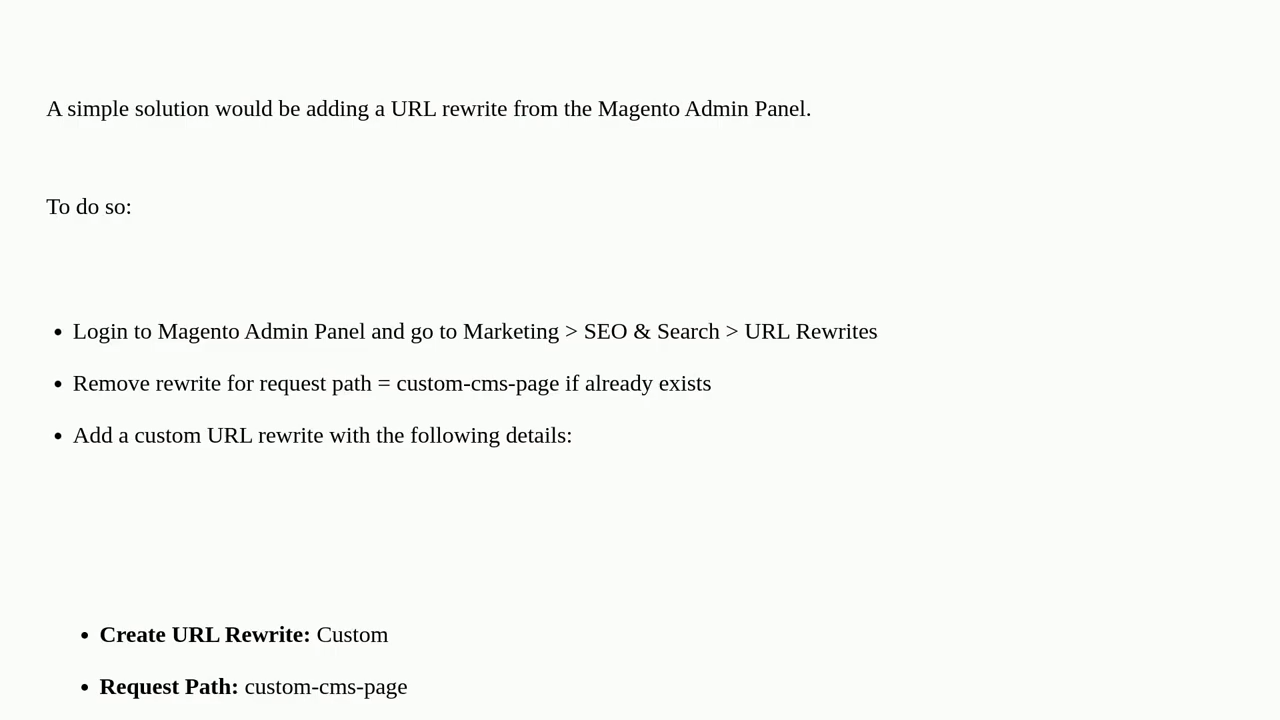 A simple solution would be adding a URL rewrite from the Magento Admin Panel.
To do so:
• Login to Magento Admin Panel and go to Marketing > SEO & Search > URL Rewrites
• Remove rewrite for request path = custom-cms-page if already exists
• Add a custom URL rewrite with the following details:
• Create URL Rewrite: Custom
• Request Path: custom-cms-page